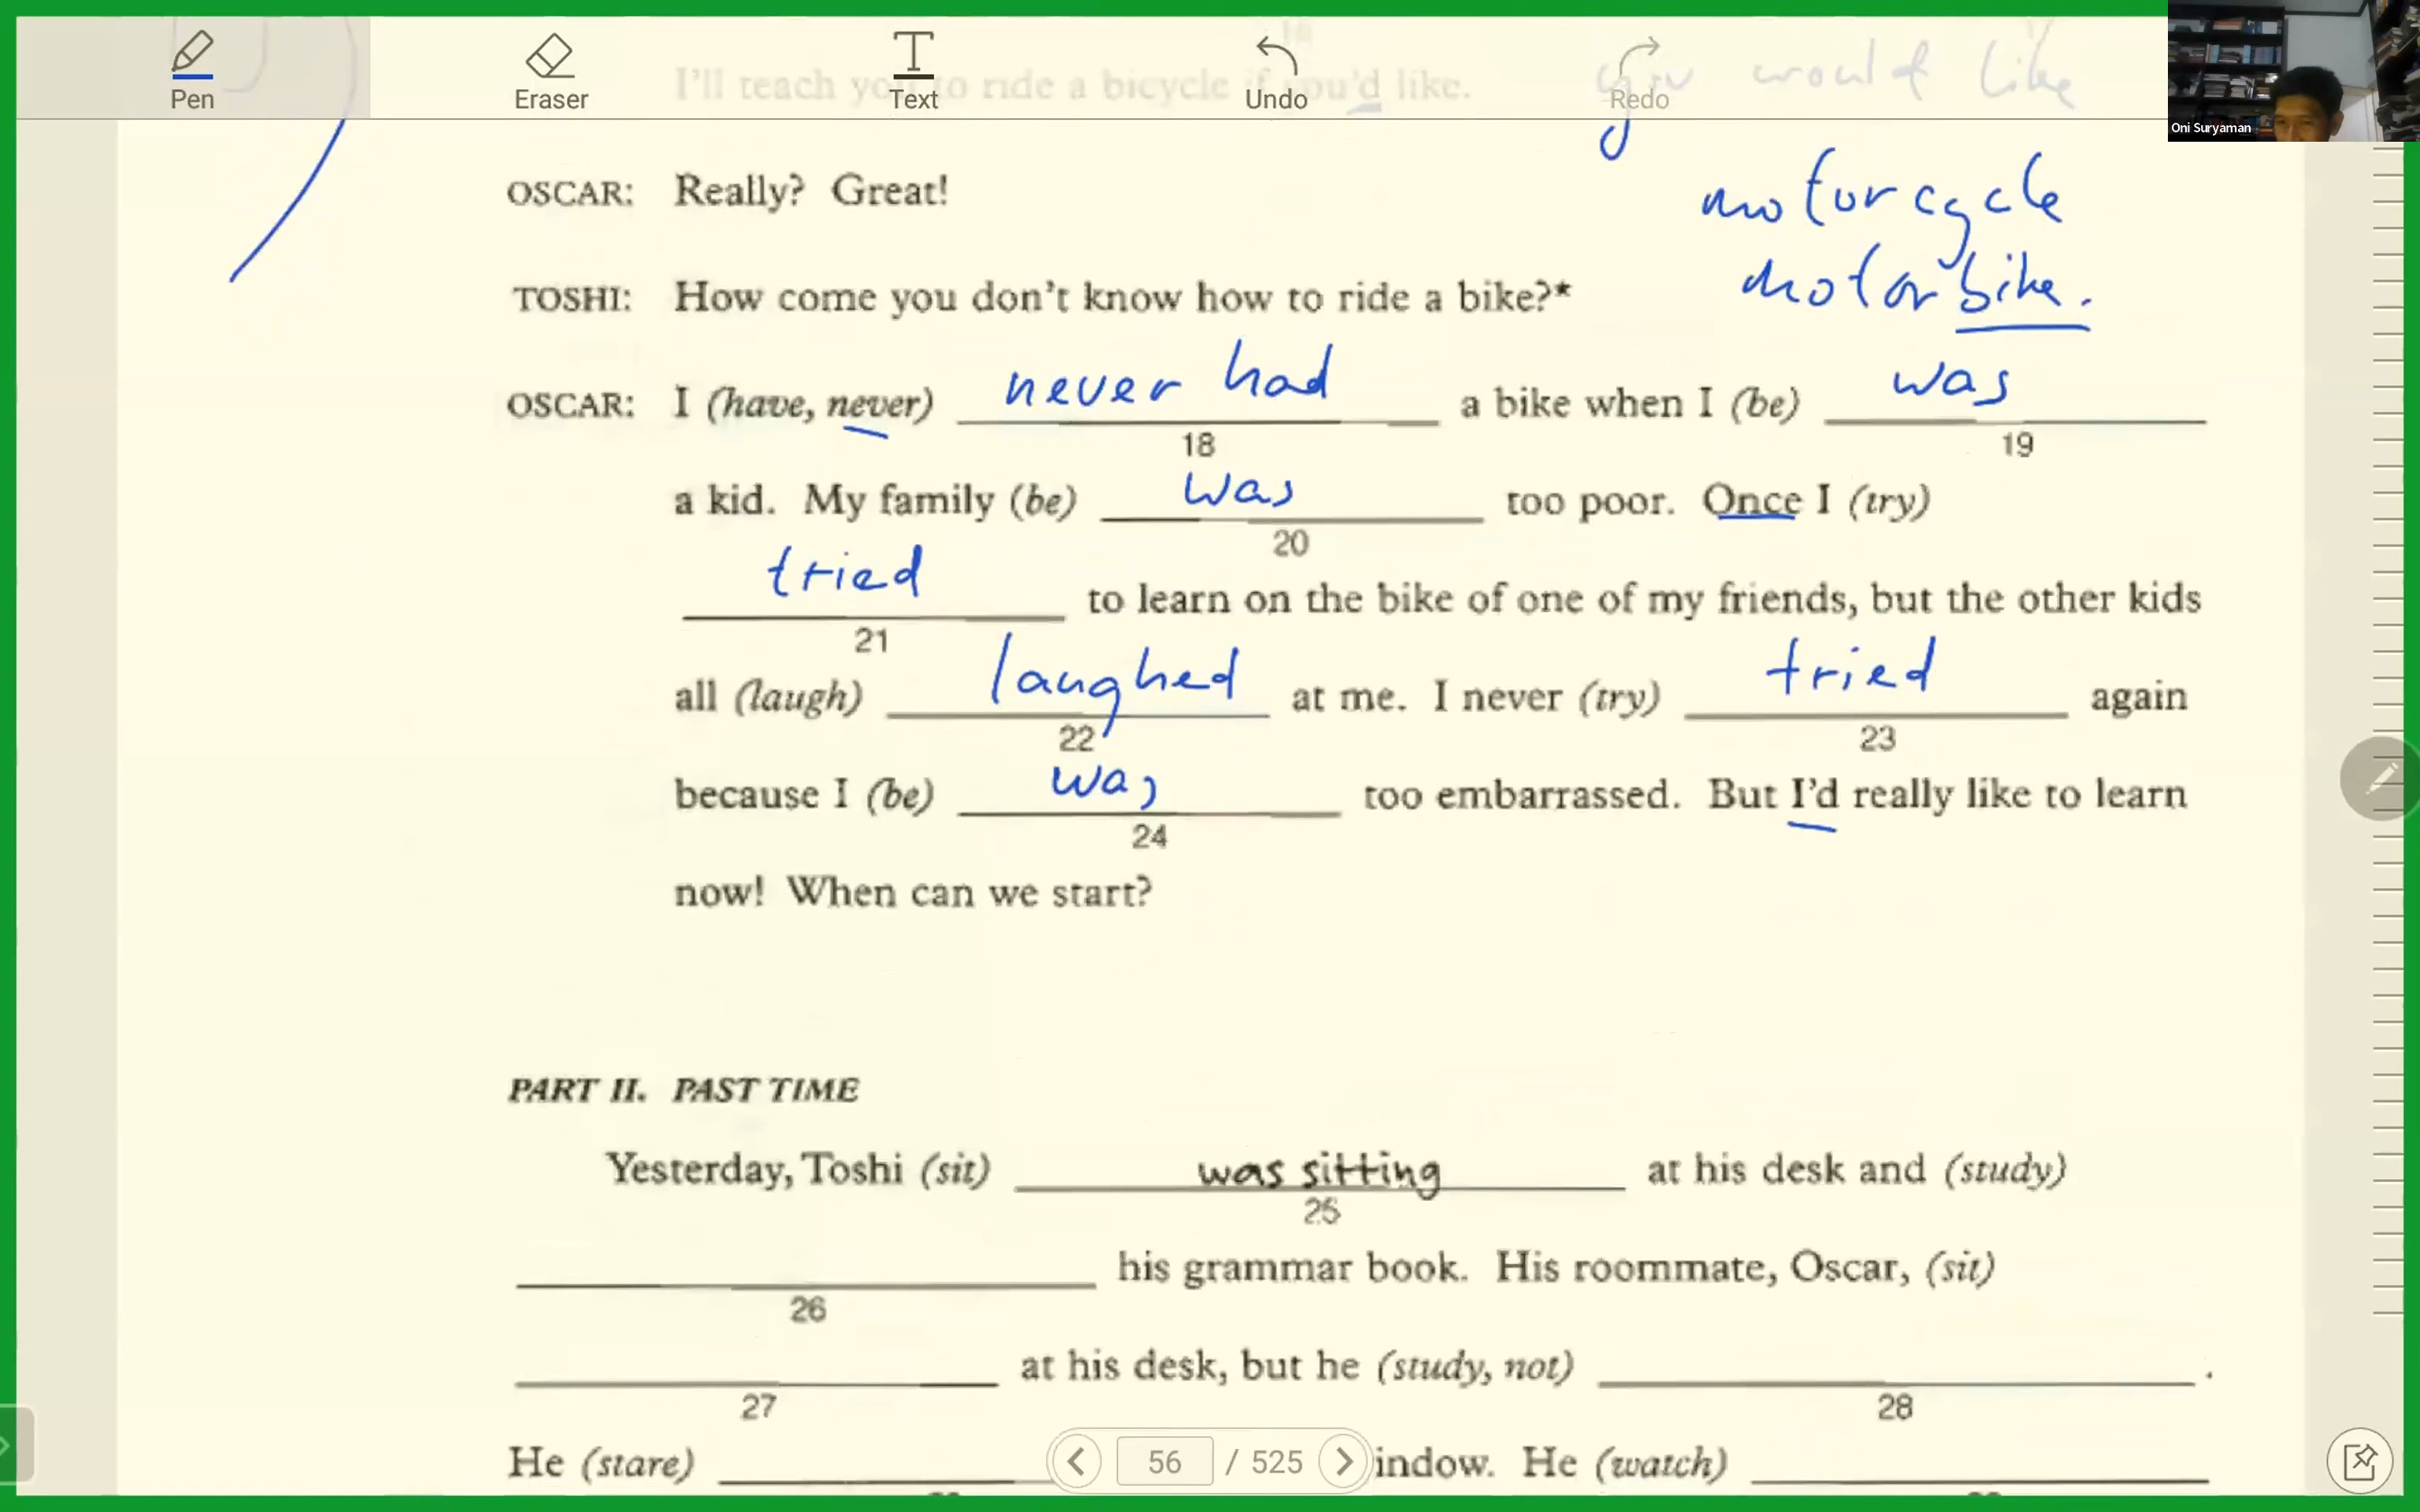 Pen Eraser Text Undo Redo
I'll teach you to ride a bicycle if you'd like. you would like
Oni Suryaman
OSCAR: Really? Great! motorcycle
TOSHI: How come you don't know how to ride a bike?* motorbike.
OSCAR: I (have, never) never had a bike when I (be) was
18 19
a kid. My family (be) was too poor. Once I (try)
20
tried to learn on the bike of one of my friends, but the other kids
21
all (laugh) laughed at me. I never (try) tried again
22 23
because I (be) was too embarrassed. But I'd really like to learn
24
now! When can we start?
PART II. PAST TIME
Yesterday, Toshi (sit) was sitting at his desk and (study)
25
his grammar book. His roommate, Oscar, (sit)
26
at his desk, but he (study, not) .
27 28
He (stare) indow. He (watch)
56 / 525